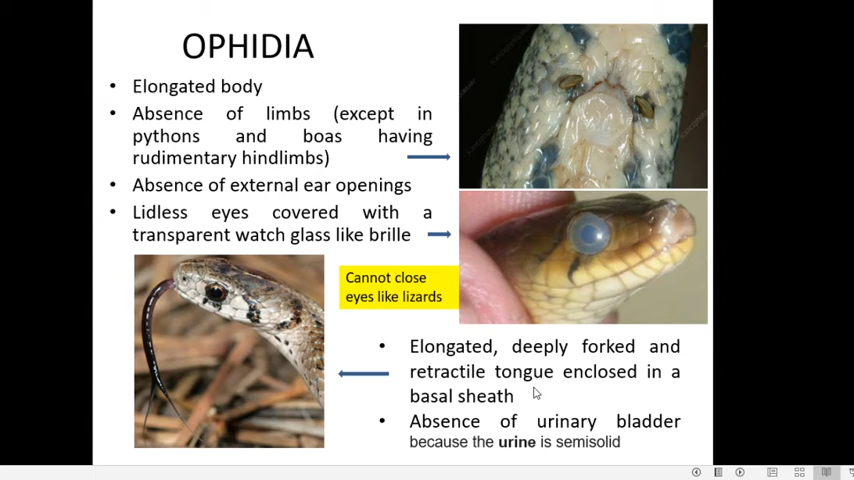 OPHIDIA
• Elongated body
• Absence of limbs (except in
pythons and boas having
rudimentary hindlimbs)
• Absence of external ear openings
• Lidless eyes covered with a
transparent watch glass like brille
Cannot close
eyes like lizards
• Elongated, deeply forked and
retractile tongue enclosed in a
basal sheath
• Absence of urinary bladder
because the urine is semisolid